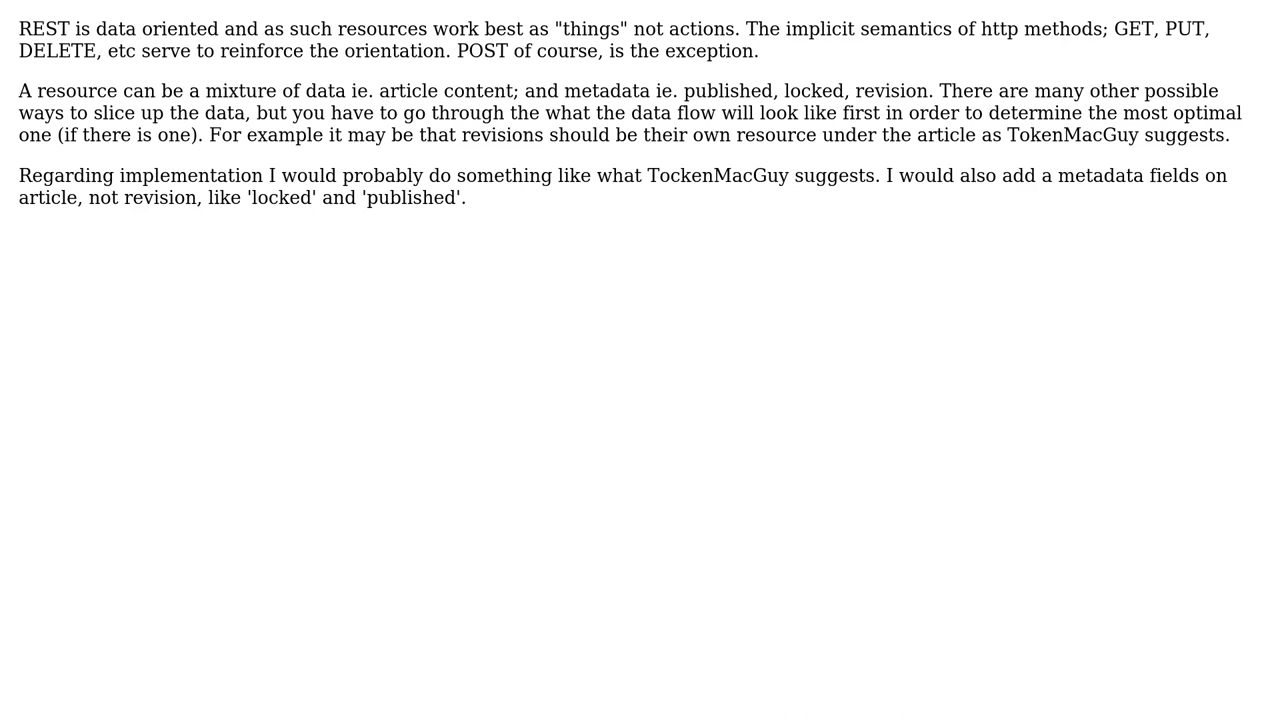 REST is data oriented and as such resources work best as "things" not actions. The implicit semantics of http methods; GET, PUT,
DELETE, etc serve to reinforce the orientation. POST of course, is the exception.
A resource can be a mixture of data ie. article content; and metadata ie. published, locked, revision. There are many other possible
ways to slice up the data, but you have to go through the what the data flow will look like first in order to determine the most optimal
one (if there is one). For example it may be that revisions should be their own resource under the article as TokenMacGuy suggests.
Regarding implementation I would probably do something like what TockenMacGuy suggests. I would also add a metadata fields on
article, not revision, like 'locked' and 'published'.